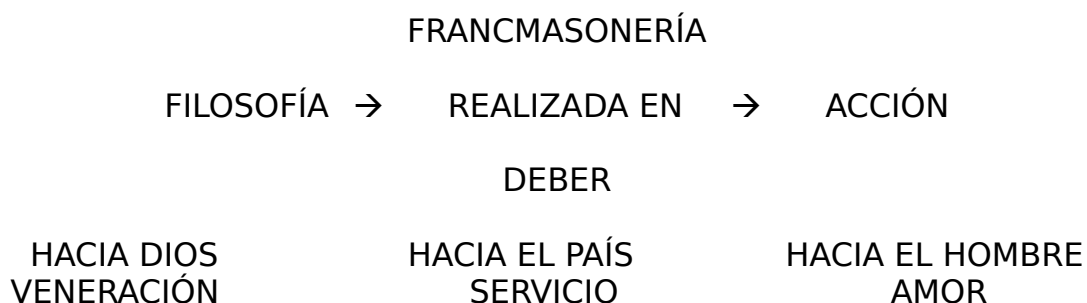 FRANCMASONERÍA
FILOSOFÍA → REALIZADA EN → ACCIÓN
DEBER
HACIA DIOS HACIA EL PAÍS HACIA EL HOMBRE
VENERACIÓN SERVICIO AMOR